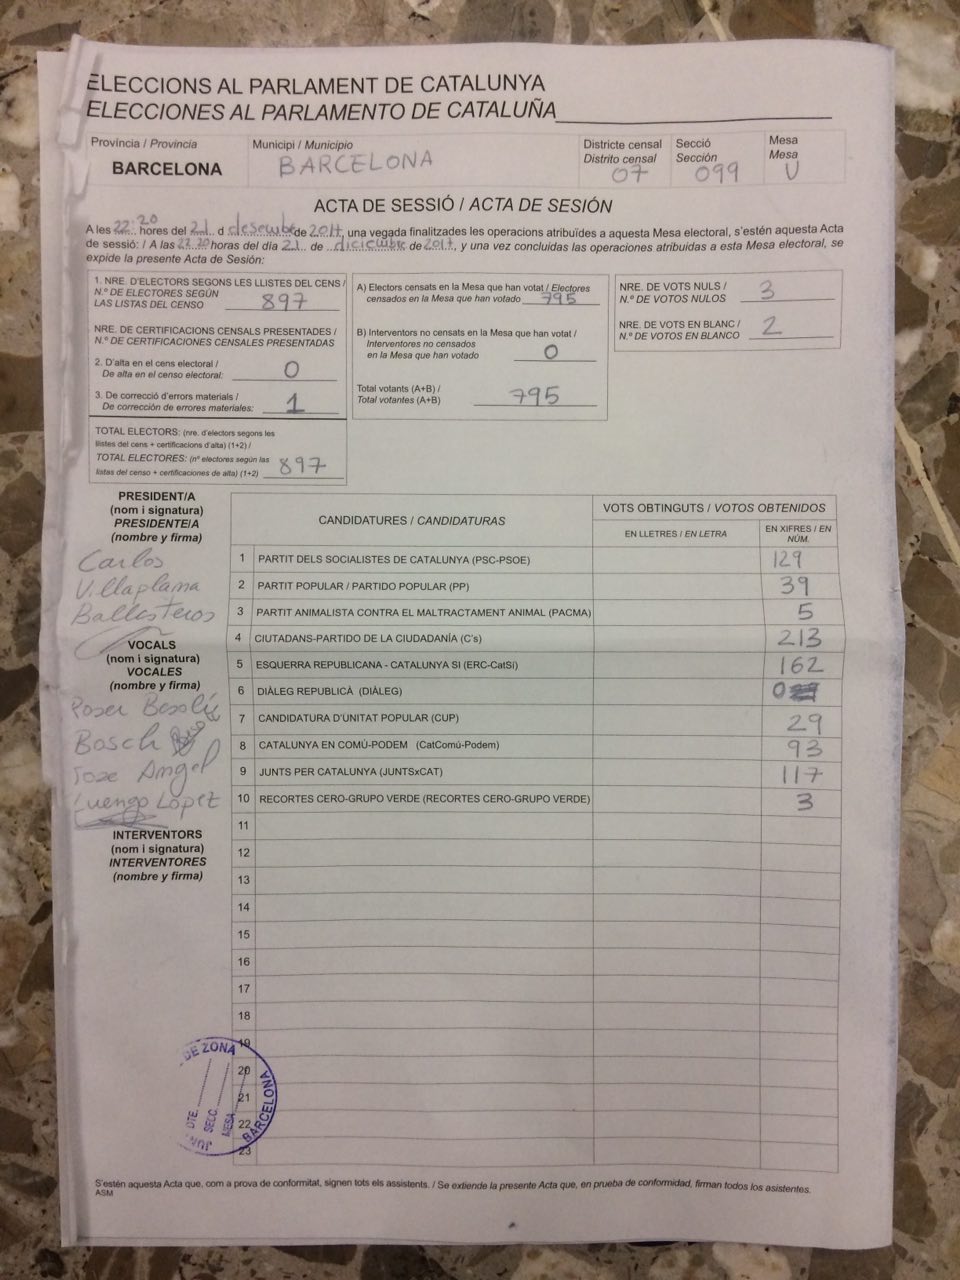 ELECCIONS AL PARLAMENT DE CATALUNYA
ELECCIONES AL PARLAMENTO DE CATALUÑA
Província / Provincia
BARCELONA
Municipi / Municipio
BARCELONA
Districte censal
Distrito censal
07
Secció
Sección
099
Mesa
Mesa
U
ACTA DE SESSIÓ / ACTA DE SESIÓN
A les 22:20 hores del 21 d desembre de 2017, una vegada finalitzades les operacions atribuïdes a aquesta Mesa electoral, s'estén aquesta Acta
de sessió: / A las 22.20 horas del día 21 de diciembre de 2017, y una vez concluidas las operaciones atribuidas a esta Mesa electoral, se
expide la presente Acta de Sesión:
1. NRE. D'ELECTORS SEGONS LES LLISTES DEL CENS /
N.º DE ELECTORES SEGÚN
LAS LISTAS DEL CENSO 897
NRE. DE CERTIFICACIONS CENSALS PRESENTADES /
N.º DE CERTIFICACIONES CENSALES PRESENTADAS
2. D'alta en el cens electoral /
De alta en el censo electoral: 0
3. De correcció d'errors materials /
De corrección de errores materiales: 1
TOTAL ELECTORS: (nre. d'electors segons les
llistes del cens + certificacions d'alta) (1+2) /
TOTAL ELECTORES: (nº electores según las
listas del censo + certificaciones de alta) (1+2) 897
A) Electors censats en la Mesa que han votat / Electores
censados en la Mesa que han votado 795
B) Interventors no censats en la Mesa que han votat /
Interventores no censados
en la Mesa que han votado 0
Total votants (A+B) /
Total votantes (A+B) 795
NRE. DE VOTS NULS /
N.º DE VOTOS NULOS 3
NRE. DE VOTS EN BLANC /
N.º DE VOTOS EN BLANCO 2
PRESIDENT/A
(nom i signatura)
PRESIDENTE/A
(nombre y firma)
Carlos
Villaplana
Ballesteros
VOCALS
(nom i signatura)
VOCALES
(nombre y firma)
Roser
Bosch
Jose Angel
Luengo López
INTERVENTORS
(nom i signatura)
INTERVENTORES
(nombre y firma)
CANDIDATURES / CANDIDATURAS
VOTS OBTINGUTS / VOTOS OBTENIDOS
EN LLETRES / EN LETRA
EN XIFRES / EN
NÚM.
1 PARTIT DELS SOCIALISTES DE CATALUNYA (PSC-PSOE) 129
2 PARTIT POPULAR / PARTIDO POPULAR (PP) 39
3 PARTIT ANIMALISTA CONTRA EL MALTRACTAMENT ANIMAL (PACMA) 5
4 CIUTADANS-PARTIDO DE LA CIUDADANÍA (C's) 213
5 ESQUERRA REPUBLICANA - CATALUNYA SI (ERC-CatSí) 162
6 DIÀLEG REPUBLICÀ (DIÀLEG) 0
7 CANDIDATURA D'UNITAT POPULAR (CUP) 29
8 CATALUNYA EN COMÚ-PODEM (CatComú-Podem) 93
9 JUNTS PER CATALUNYA (JUNTSxCAT) 117
10 RECORTES CERO-GRUPO VERDE (RECORTES CERO-GRUPO VERDE) 3
11
12
13
14
15
16
17
18
19
20
21
22
23
DE ZONA
DTE.
SECC.
MESA
BARCELONA
S'estén aquesta Acta que, com a prova de conformitat, signen tots els assistents. / Se extiende la presente Acta que, en prueba de conformidad, firman todos los asistentes.
ASM